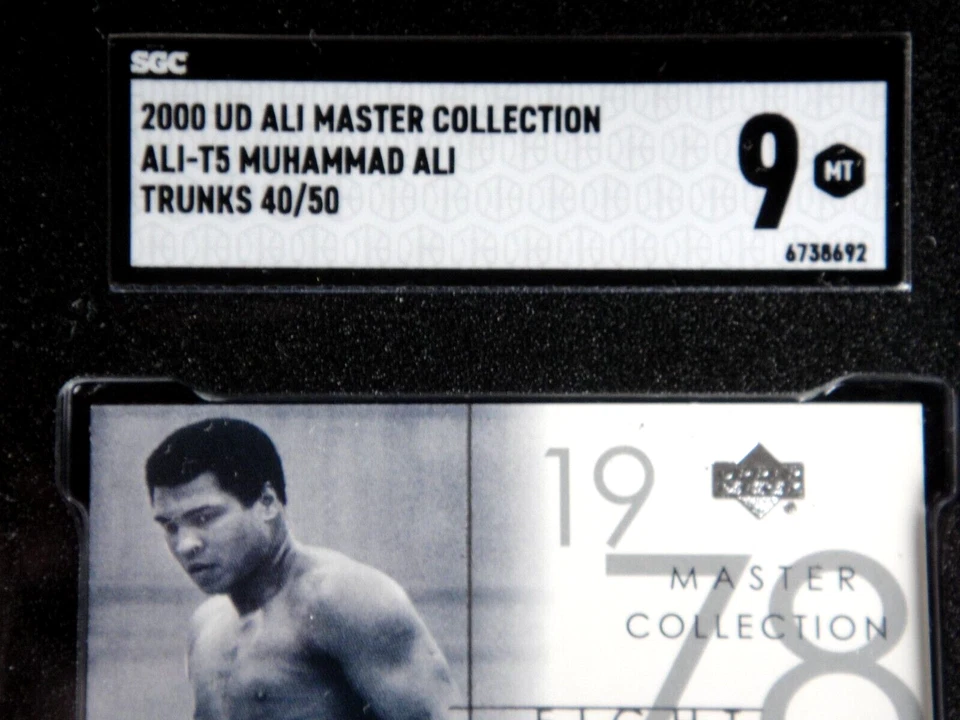 SGC
2000 UD ALI MASTER COLLECTION
ALI-T5 MUHAMMAD ALI
TRUNKS 40/50
9 MT
6738692
19
78
MASTER
COLLECTION